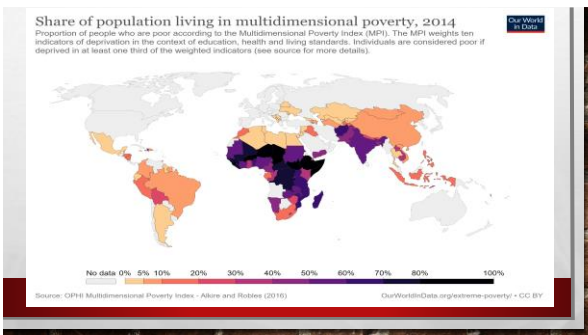 Share of population living in multidimensional poverty, 2014
Our World
in Data
Proportion of people who are poor according to the Multidimensional Poverty Index (MPI). The MPI weights ten
indicators of deprivation in the context of education, health and living standards. Individuals are considered poor if
deprived in at least one third of the weighted indicators (see source for more details).
No data 0% 5% 10% 20% 30% 40% 50% 60% 70% 80% 100%
Source: OPHI Multidimensional Poverty Index - Alkire and Robles (2016) OurWorldInData.org/extreme-poverty/ • CC BY